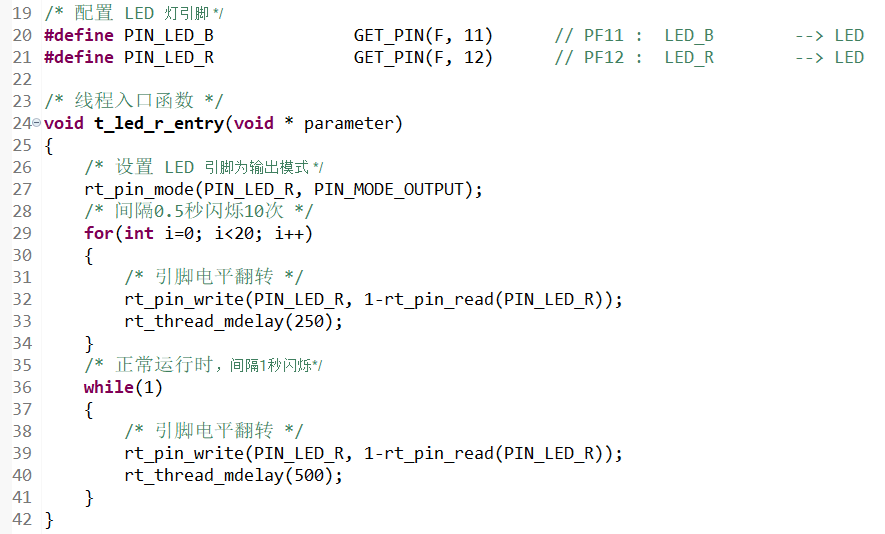 19 /* 配置 LED 灯引脚 */
20 #define PIN_LED_B              GET_PIN(F, 11)      // PF11 :  LED_B        --> LED
21 #define PIN_LED_R              GET_PIN(F, 12)      // PF12 :  LED_R        --> LED
22
23 /* 线程入口函数 */
24 void t_led_r_entry(void * parameter)
25 {
26     /* 设置 LED 引脚为输出模式 */
27     rt_pin_mode(PIN_LED_R, PIN_MODE_OUTPUT);
28     /* 间隔0.5秒闪烁10次 */
29     for(int i=0; i<20; i++)
30     {
31         /* 引脚电平翻转 */
32         rt_pin_write(PIN_LED_R, 1-rt_pin_read(PIN_LED_R));
33         rt_thread_mdelay(250);
34     }
35     /* 正常运行时，间隔1秒闪烁*/
36     while(1)
37     {
38         /* 引脚电平翻转 */
39         rt_pin_write(PIN_LED_R, 1-rt_pin_read(PIN_LED_R));
40         rt_thread_mdelay(500);
41     }
42 }